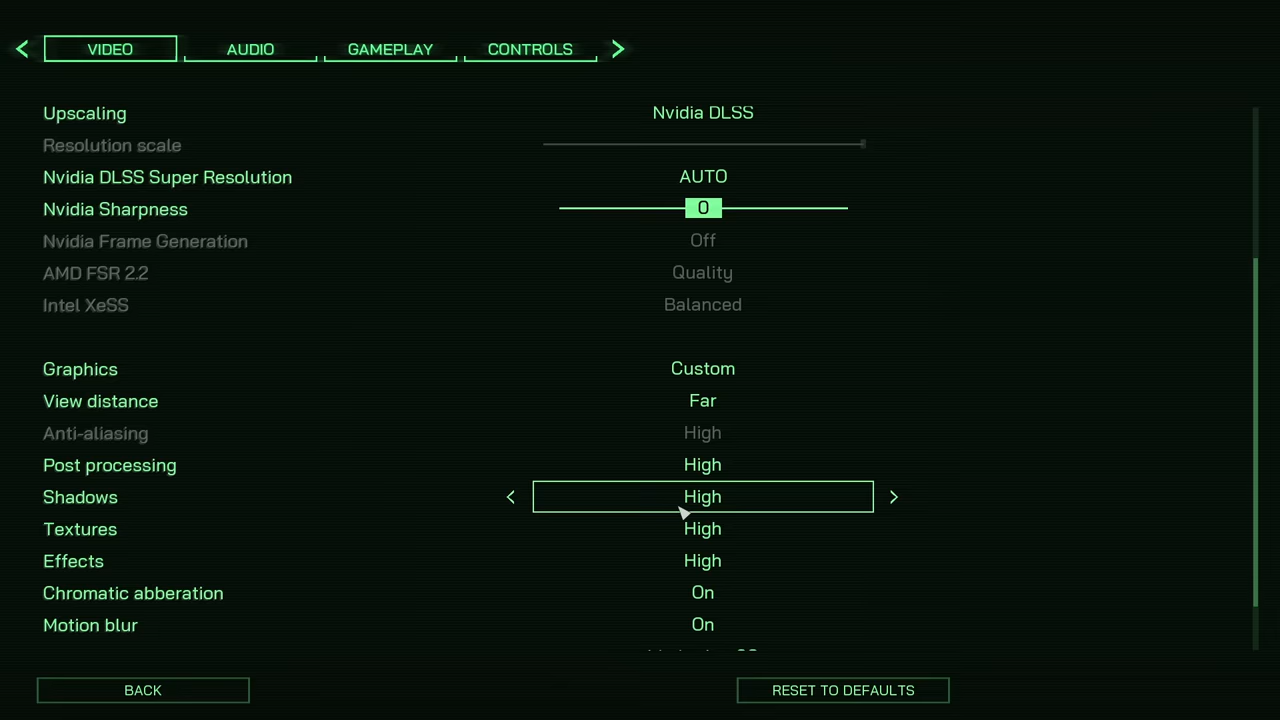 VIDEO AUDIO GAMEPLAY CONTROLS
Upscaling Nvidia DLSS
Resolution scale
Nvidia DLSS Super Resolution AUTO
Nvidia Sharpness 0
Nvidia Frame Generation Off
AMD FSR 2.2 Quality
Intel XeSS Balanced
Graphics Custom
View distance Far
Anti-aliasing High
Post processing High
Shadows < High >
Textures High
Effects High
Chromatic abberation On
Motion blur On
BACK RESET TO DEFAULTS